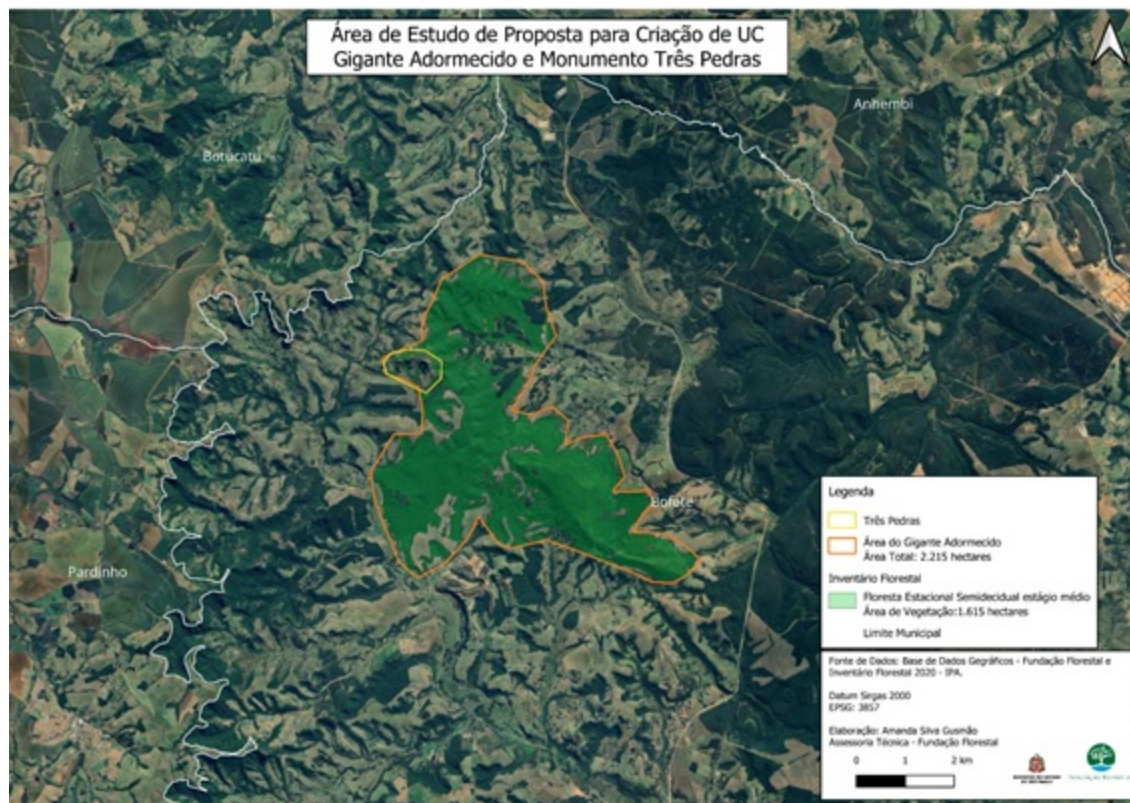 Área de Estudo de Proposta para Criação de UC
Gigante Adormecido e Monumento Três Pedras
Anhembi
Botucatu
Bofete
Pardinho
Legenda
Três Pedras
Área do Gigante Adormecido
Área Total: 2.215 hectares
Inventário Florestal
Floresta Estacional Semidecidual estágio médio
Área de Vegetação:1.615 hectares
Limite Municipal
Fonte de Dados: Base de Dados Gegráficos - Fundação Florestal e
Inventário Florestal 2020 - IPA.
Datum Sirgas 2000
EPSG: 3857
Elaboração: Amanda Silva Gusmão
Assessoria Técnica - Fundação Florestal
0 1 2 km